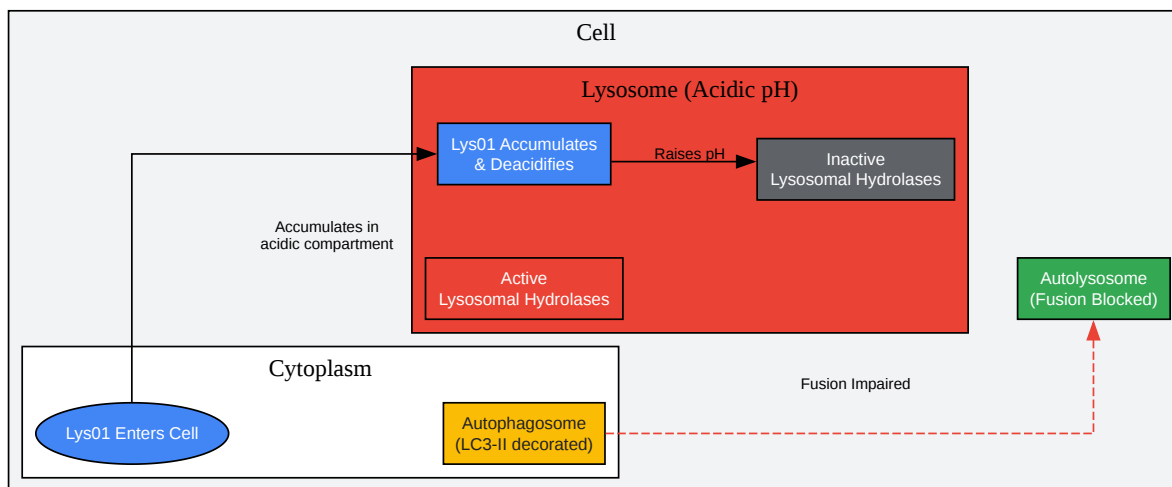 Cell
Lysosome (Acidic pH)
Lys01 Accumulates
& Deacidifies
Raises pH
Inactive
Lysosomal Hydrolases
Accumulates in
acidic compartment
Active
Lysosomal Hydrolases
Autolysosome
(Fusion Blocked)
Cytoplasm
Fusion Impaired
Lys01 Enters Cell
Autophagosome
(LC3-II decorated)